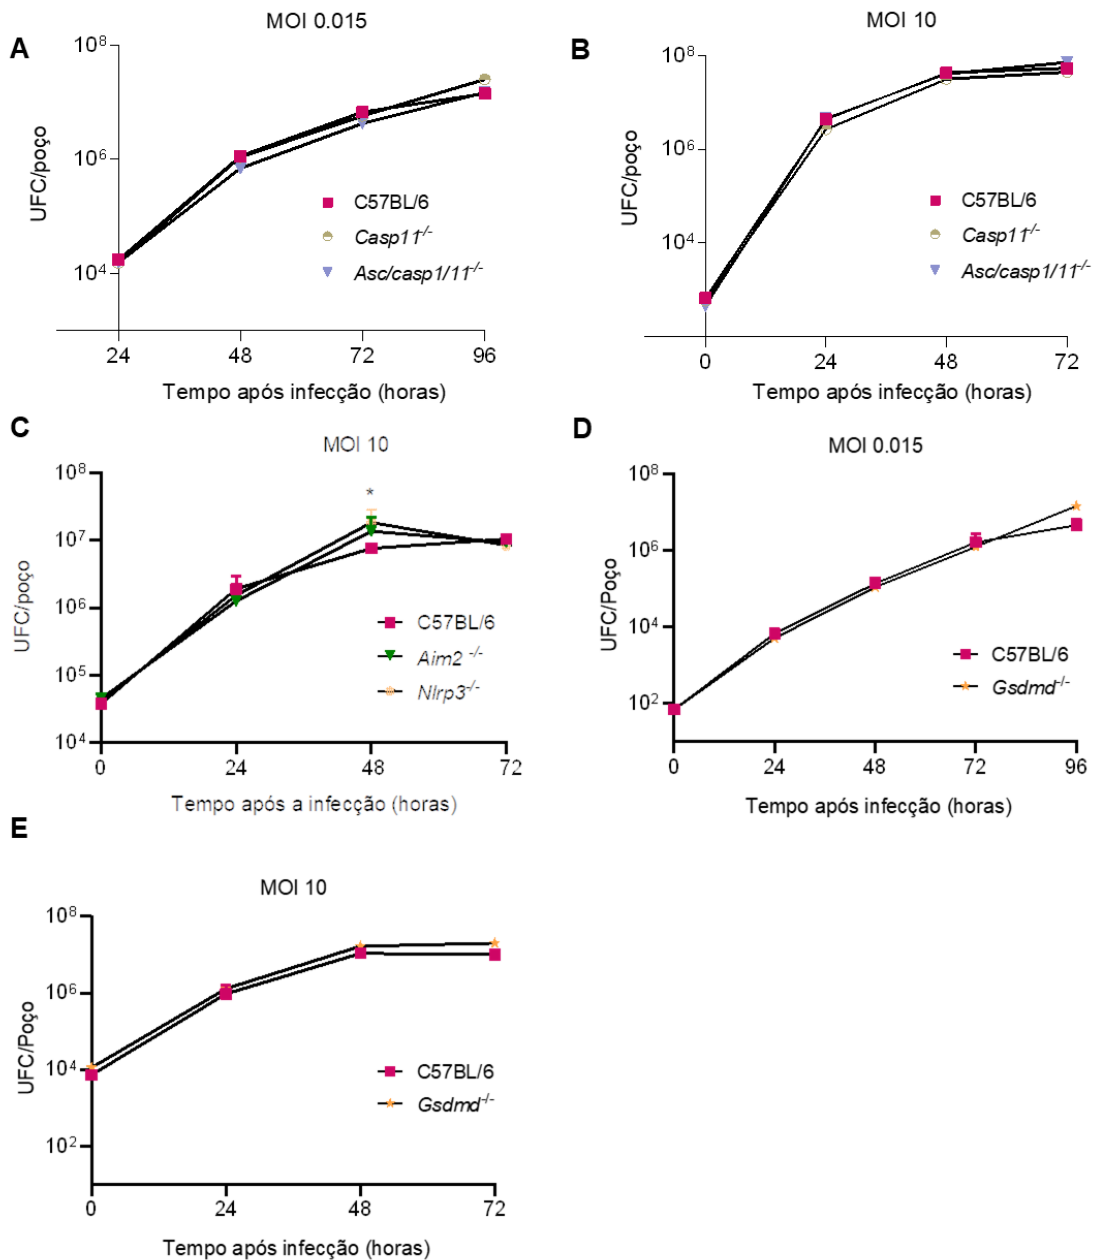 A
MOI 0.015
UFC/poço
10⁸
10⁶
10⁴
C57BL/6
Casp11⁻/⁻
Asc/casp1/11⁻/⁻
24 48 72 96
Tempo após infecção (horas)
B
MOI 10
UFC/poço
10⁸
10⁶
10⁴
C57BL/6
Casp11⁻/⁻
Asc/casp1/11⁻/⁻
0 24 48 72
Tempo após infecção (horas)
C
MOI 10
UFC/poço
10⁸
*
10⁷
10⁶
10⁵
10⁴
C57BL/6
Aim2 ⁻/⁻
Nlrp3⁻/⁻
0 24 48 72
Tempo após a infecção (horas)
D
MOI 0.015
UFC/Poço
10⁸
10⁶
10⁴
10²
C57BL/6
Gsdmd⁻/⁻
0 24 48 72 96
Tempo após infecção (horas)
E
MOI 10
UFC/Poço
10⁸
10⁶
10⁴
10²
C57BL/6
Gsdmd⁻/⁻
0 24 48 72
Tempo após infecção (horas)